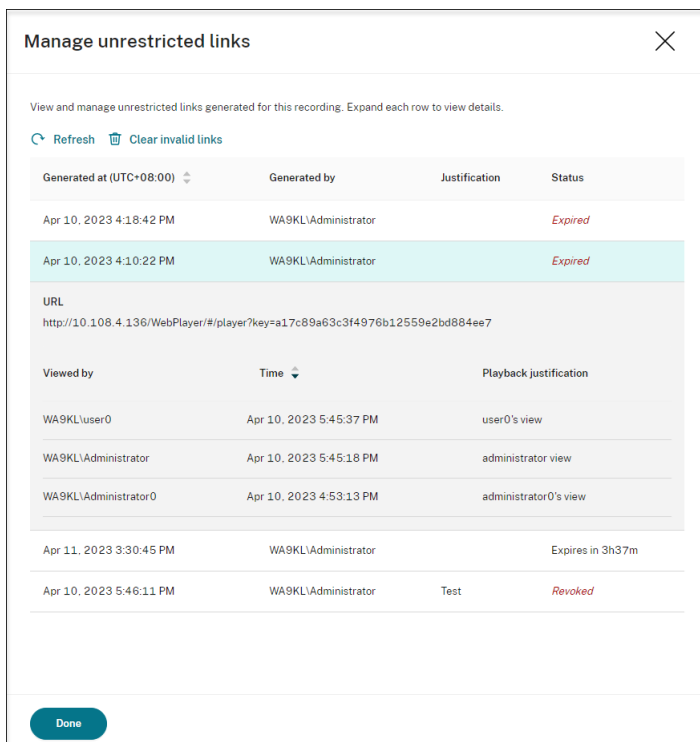 Manage unrestricted links
View and manage unrestricted links generated for this recording. Expand each row to view details.
Refresh Clear invalid links
Generated at (UTC+08:00) Generated by Justification Status
Apr 10, 2023 4:18:42 PM WA9KL\Administrator Expired
Apr 10, 2023 4:10:22 PM WA9KL\Administrator Expired
URL
http://10.108.4.136/WebPlayer/#/player?key=a17c89a63c3f4976b12559e2bd884ee7
Viewed by Time Playback justification
WA9KL\user0 Apr 10, 2023 5:45:37 PM user0's view
WA9KL\Administrator Apr 10, 2023 5:45:18 PM administrator view
WA9KL\Administrator0 Apr 10, 2023 4:53:13 PM administrator0's view
Apr 11, 2023 3:30:45 PM WA9KL\Administrator Expires in 3h37m
Apr 10, 2023 5:46:11 PM WA9KL\Administrator Test Revoked
Done